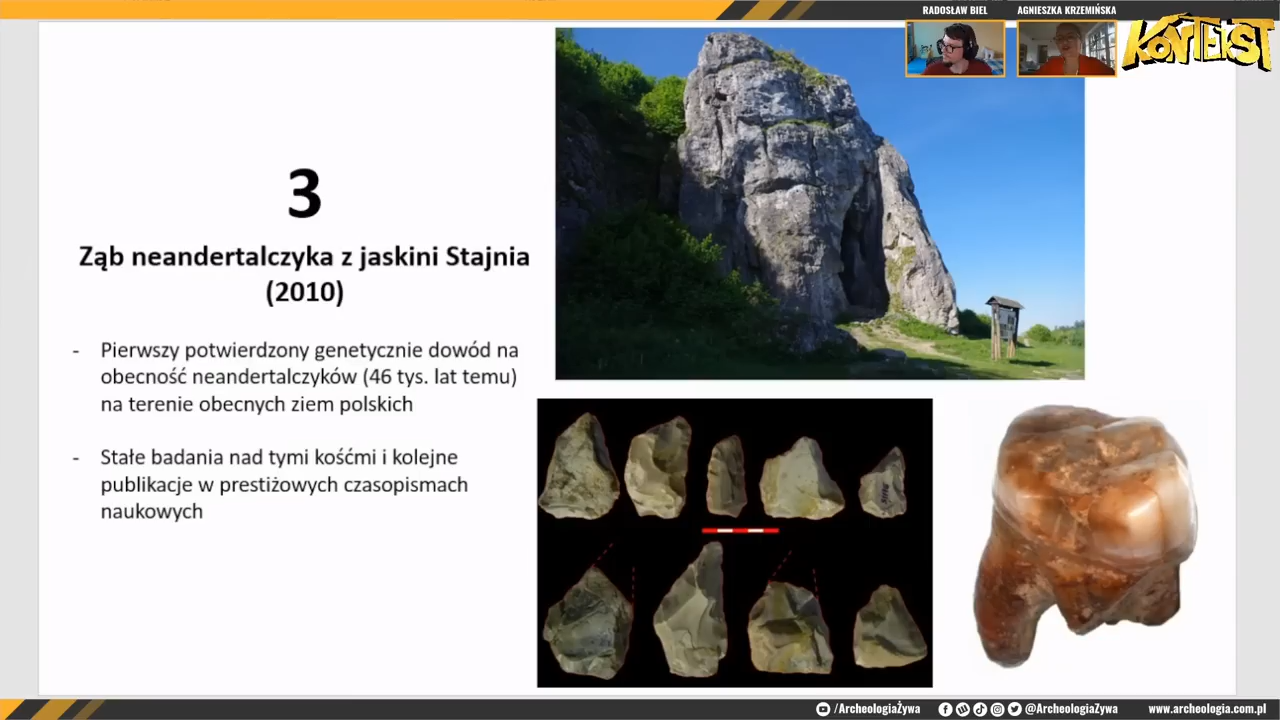 RADOSŁAW BIEL
AGNIESZKA KRZEMIŃSKA
KONTEKST
3
Ząb neandertalczyka z jaskini Stajnia
(2010)
- Pierwszy potwierdzony genetycznie dowód na
obecność neandertalczyków (46 tys. lat temu)
na terenie obecnych ziem polskich
- Stałe badania nad tymi kośćmi i kolejne
publikacje w prestiżowych czasopismach
naukowych
/ArcheologiaŻywa
@ArcheologiaŻywa
www.archeologia.com.pl